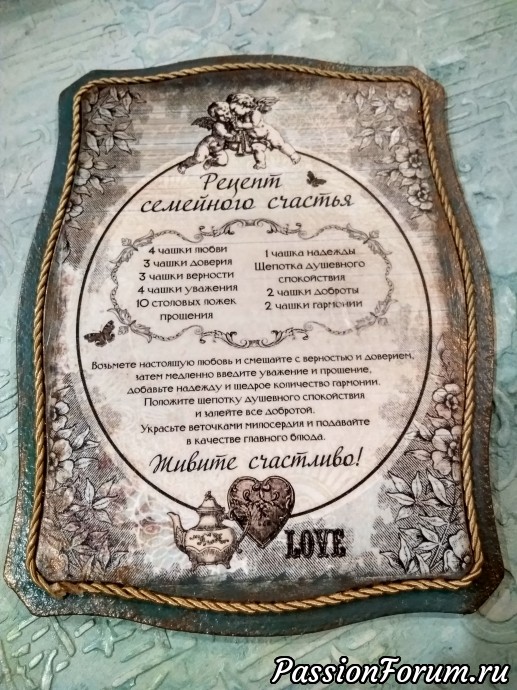 Рецепт
семейного счастья
4 чашки любви
3 чашки доверия
3 чашки верности
4 чашки уважения
10 столовых ложек
прощения
1 чашка надежды
Щепотка душевного
спокойствия
2 чашки доброты
2 чашки гармонии
Возьмете настоящую любовь и смешайте с верностью и доверием,
затем медленно введите уважение и прощение,
добавьте надежду и щедрое количество гармонии.
Положите щепотку душевного спокойствия
и залейте все добротой.
Украсьте веточками милосердия и подавайте
в качестве главного блюда.
Живите счастливо!
LOVE
PassionForum.ru